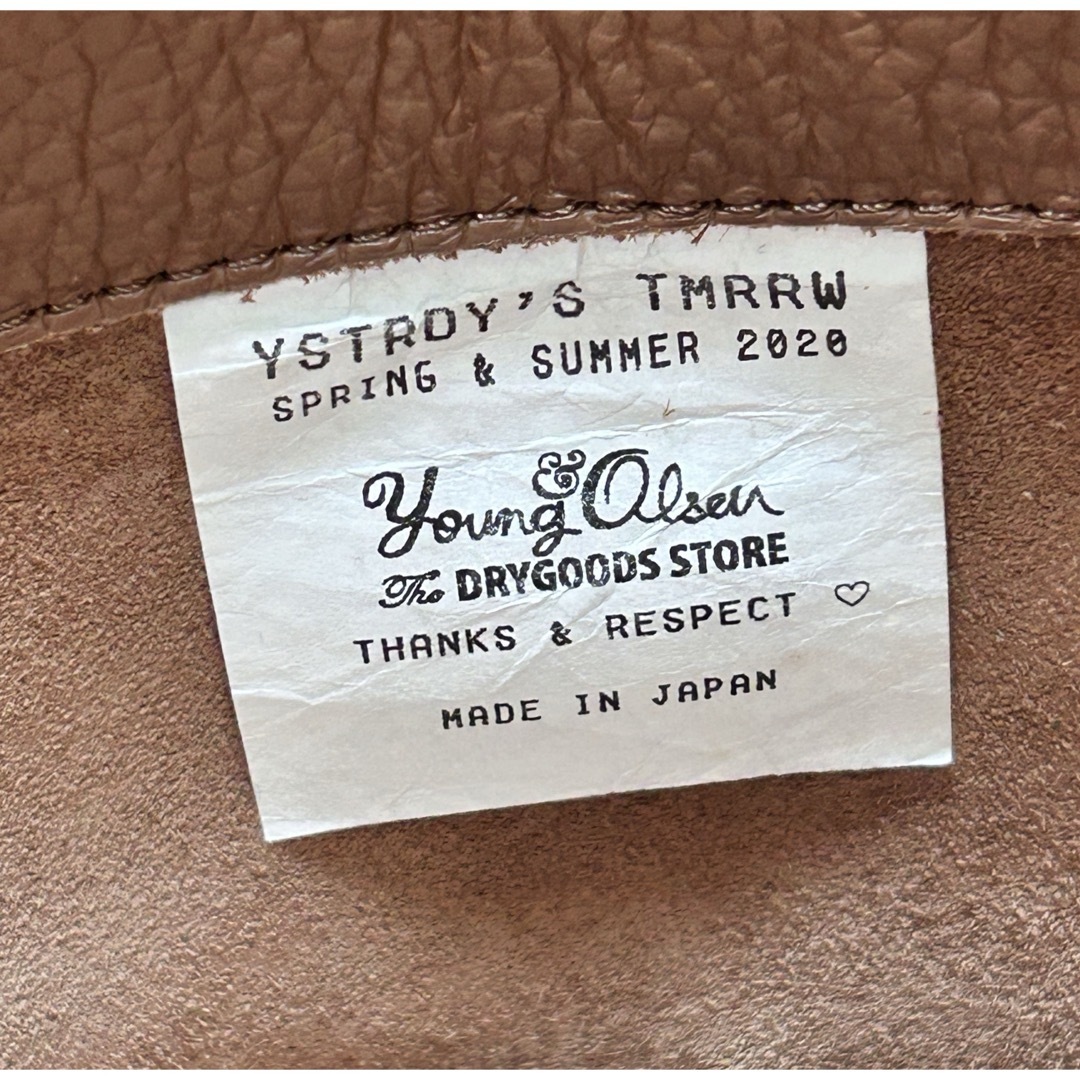 YSTRDY'S TMRRW
SPRING & SUMMER 2020
Young & Olsen
The DRYGOODS STORE
THANKS & RESPECT ♡
MADE IN JAPAN